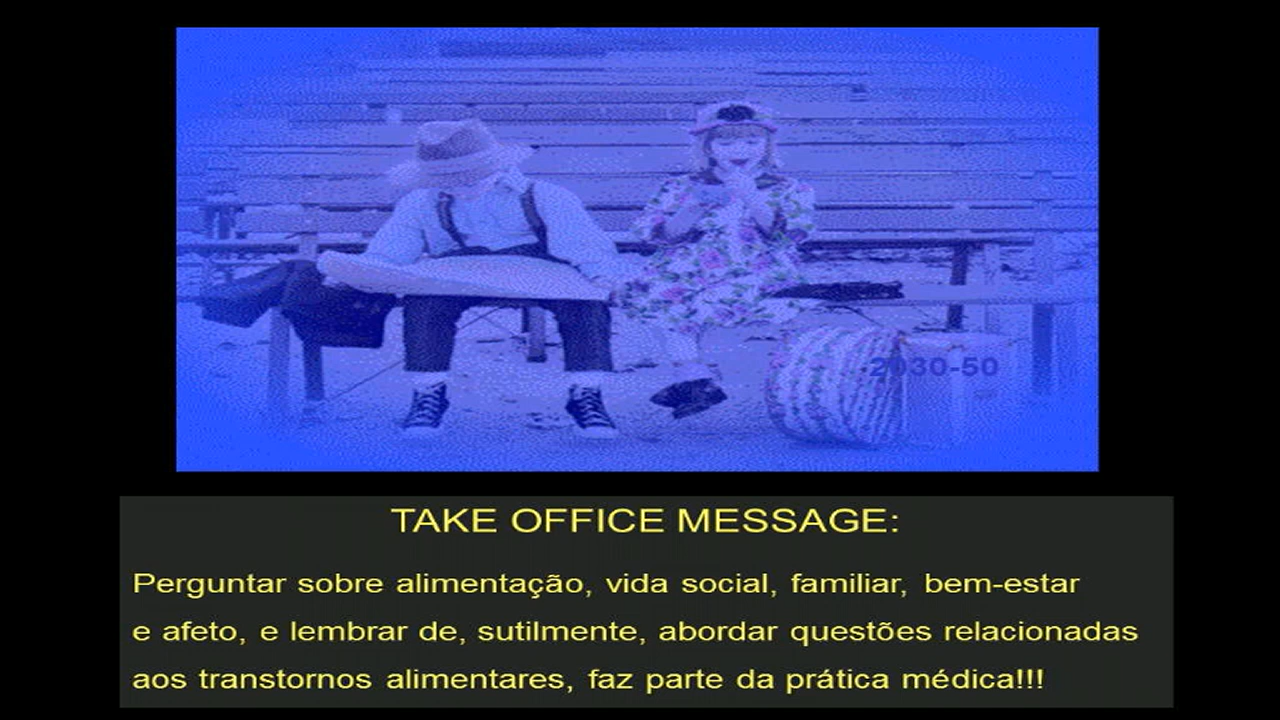 2030-50
TAKE OFFICE MESSAGE:
Perguntar sobre alimentação, vida social, familiar, bem-estar
e afeto, e lembrar de, sutilmente, abordar questões relacionadas
aos transtornos alimentares, faz parte da prática médica!!!